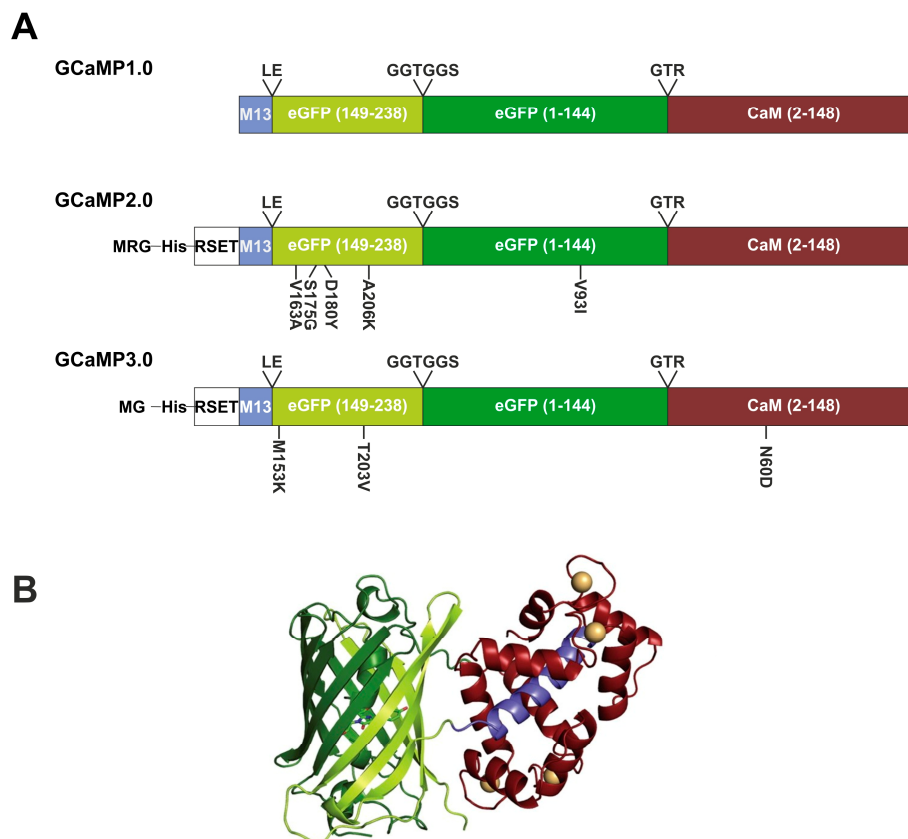 A
GCaMP1.0
LE GGTGGS GTR
M13 eGFP (149-238) eGFP (1-144) CaM (2-148)
GCaMP2.0
LE GGTGGS GTR
MRG His RSET M13 eGFP (149-238) eGFP (1-144) CaM (2-148)
V163A S175G D180Y A206K V93I
GCaMP3.0
LE GGTGGS GTR
MG His RSET M13 eGFP (149-238) eGFP (1-144) CaM (2-148)
M153K T203V N60D
B